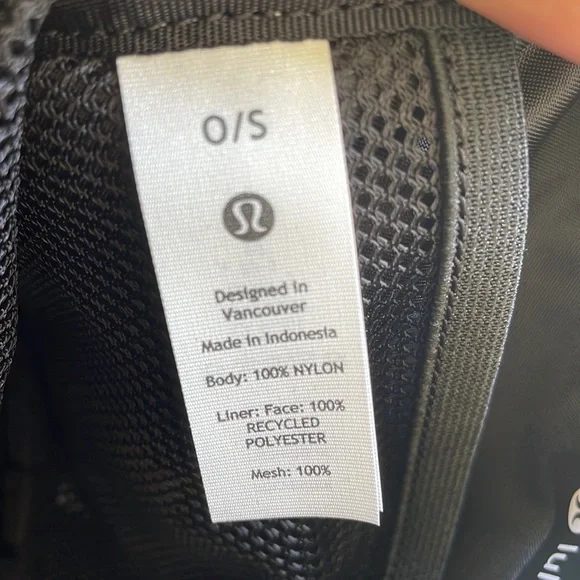 O/S
Designed in
Vancouver
Made in Indonesia
Body: 100% NYLON
Liner: Face: 100%
RECYCLED
POLYESTER
Mesh: 100%